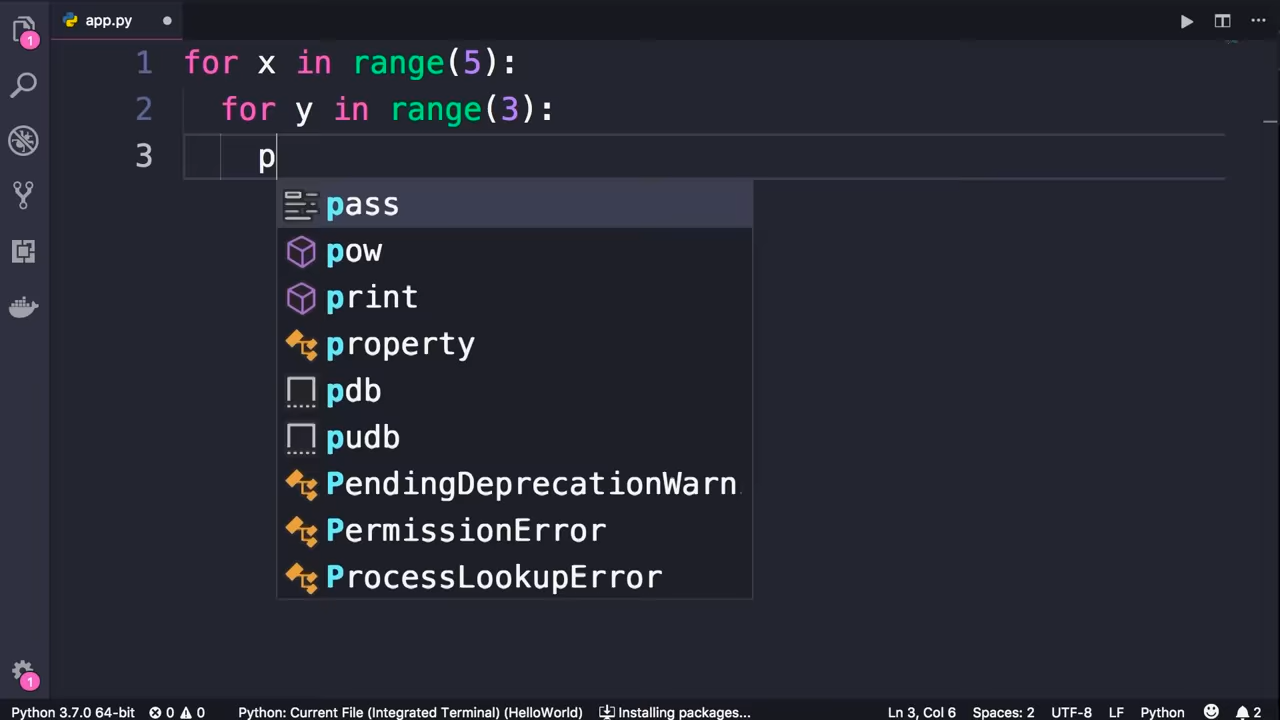 app.py
1 for x in range(5):
2 for y in range(3):
3 p
pass
pow
print
property
pdb
pudb
PendingDeprecationWarn
PermissionError
ProcessLookupError
1
1
Python 3.7.0 64-bit 0 0 Python: Current File (Integrated Terminal) (HelloWorld) Installing packages... Ln 3, Col 6 Spaces: 2 UTF-8 LF Python 2